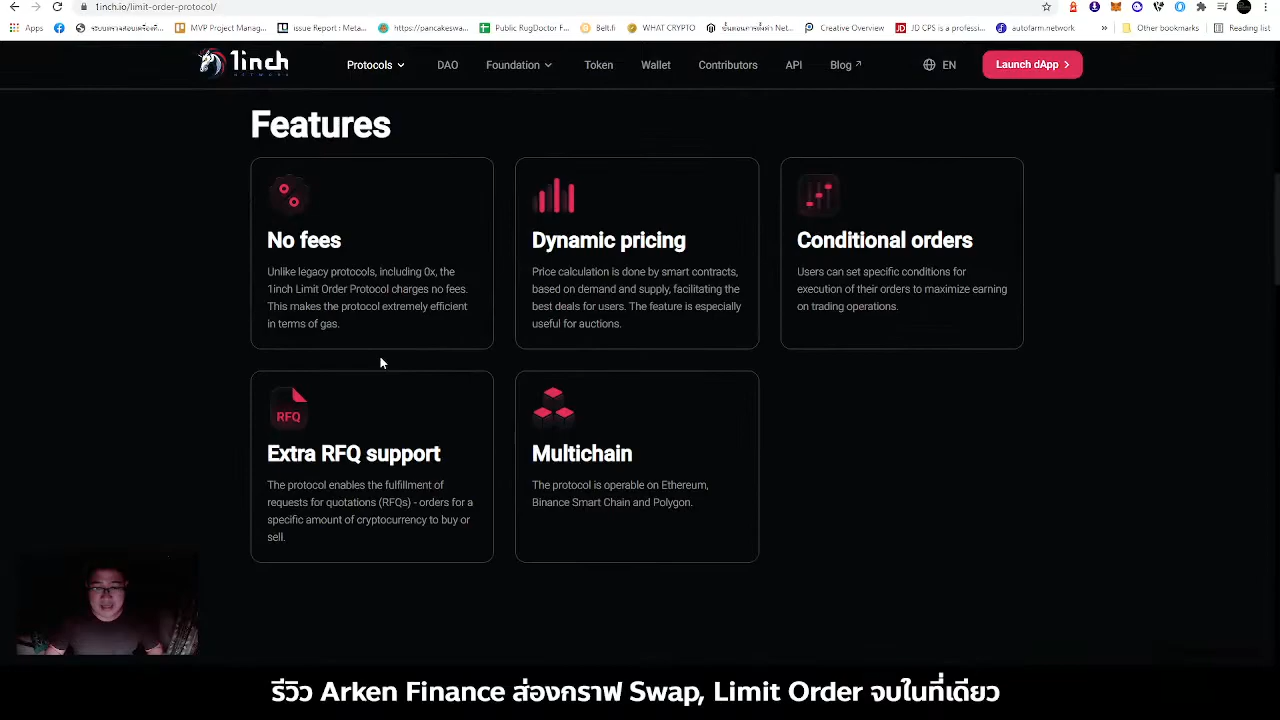 1inch.io/limit-order-protocol/
Apps
MVP Project Manag...
issue Report - Meta...
https://pancakeswa...
Public RugDoctor F...
Belt.fi
WHAT CRYPTO
Creative Overview
JD CPS is a professi...
autofarm.network
»
Other bookmarks
Reading list
1inch
NETWORK
Protocols
DAO
Foundation
Token
Wallet
Contributors
API
Blog
EN
Launch dApp
Features
No fees
Unlike legacy protocols, including 0x, the
1inch Limit Order Protocol charges no fees.
This makes the protocol extremely efficient
in terms of gas.
Dynamic pricing
Price calculation is done by smart contracts,
based on demand and supply, facilitating the
best deals for users. The feature is especially
useful for auctions.
Conditional orders
Users can set specific conditions for
execution of their orders to maximize earning
on trading operations.
RFQ
Extra RFQ support
The protocol enables the fulfillment of
requests for quotations (RFQs) - orders for a
specific amount of cryptocurrency to buy or
sell.
Multichain
The protocol is operable on Ethereum,
Binance Smart Chain and Polygon.
รีวิว Arken Finance ส่องกราฟ Swap, Limit Order จบในที่เดียว